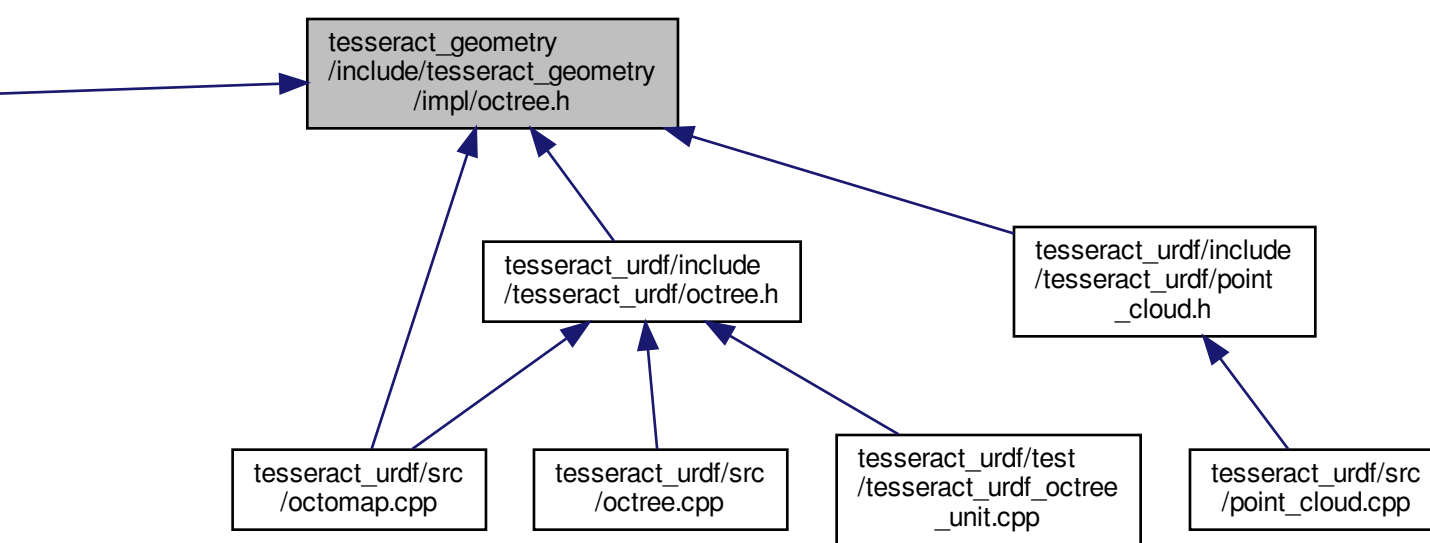 tesseract_geometry
/include/tesseract_geometry
/impl/octree.h
tesseract_urdf/include
/tesseract_urdf/octree.h
tesseract_urdf/include
/tesseract_urdf/point
_cloud.h
tesseract_urdf/src
/octomap.cpp
tesseract_urdf/src
/octree.cpp
tesseract_urdf/test
/tesseract_urdf_octree
_unit.cpp
tesseract_urdf/src
/point_cloud.cpp